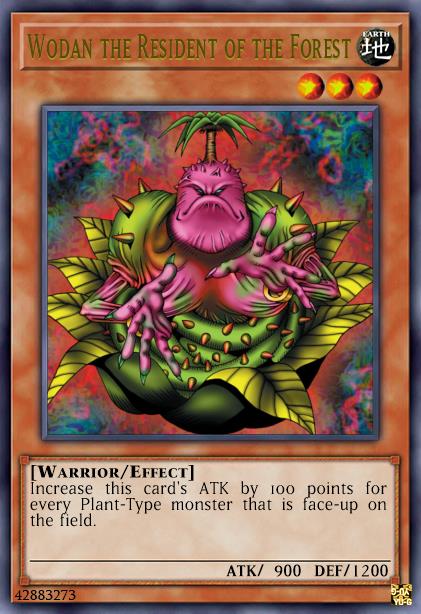 Wodan the Resident of the Forest
EARTH
地
[Warrior/Effect]
Increase this card's ATK by 100 points for
every Plant-Type monster that is face-up on
the field.
ATK/ 900 DEF/1200
42883273